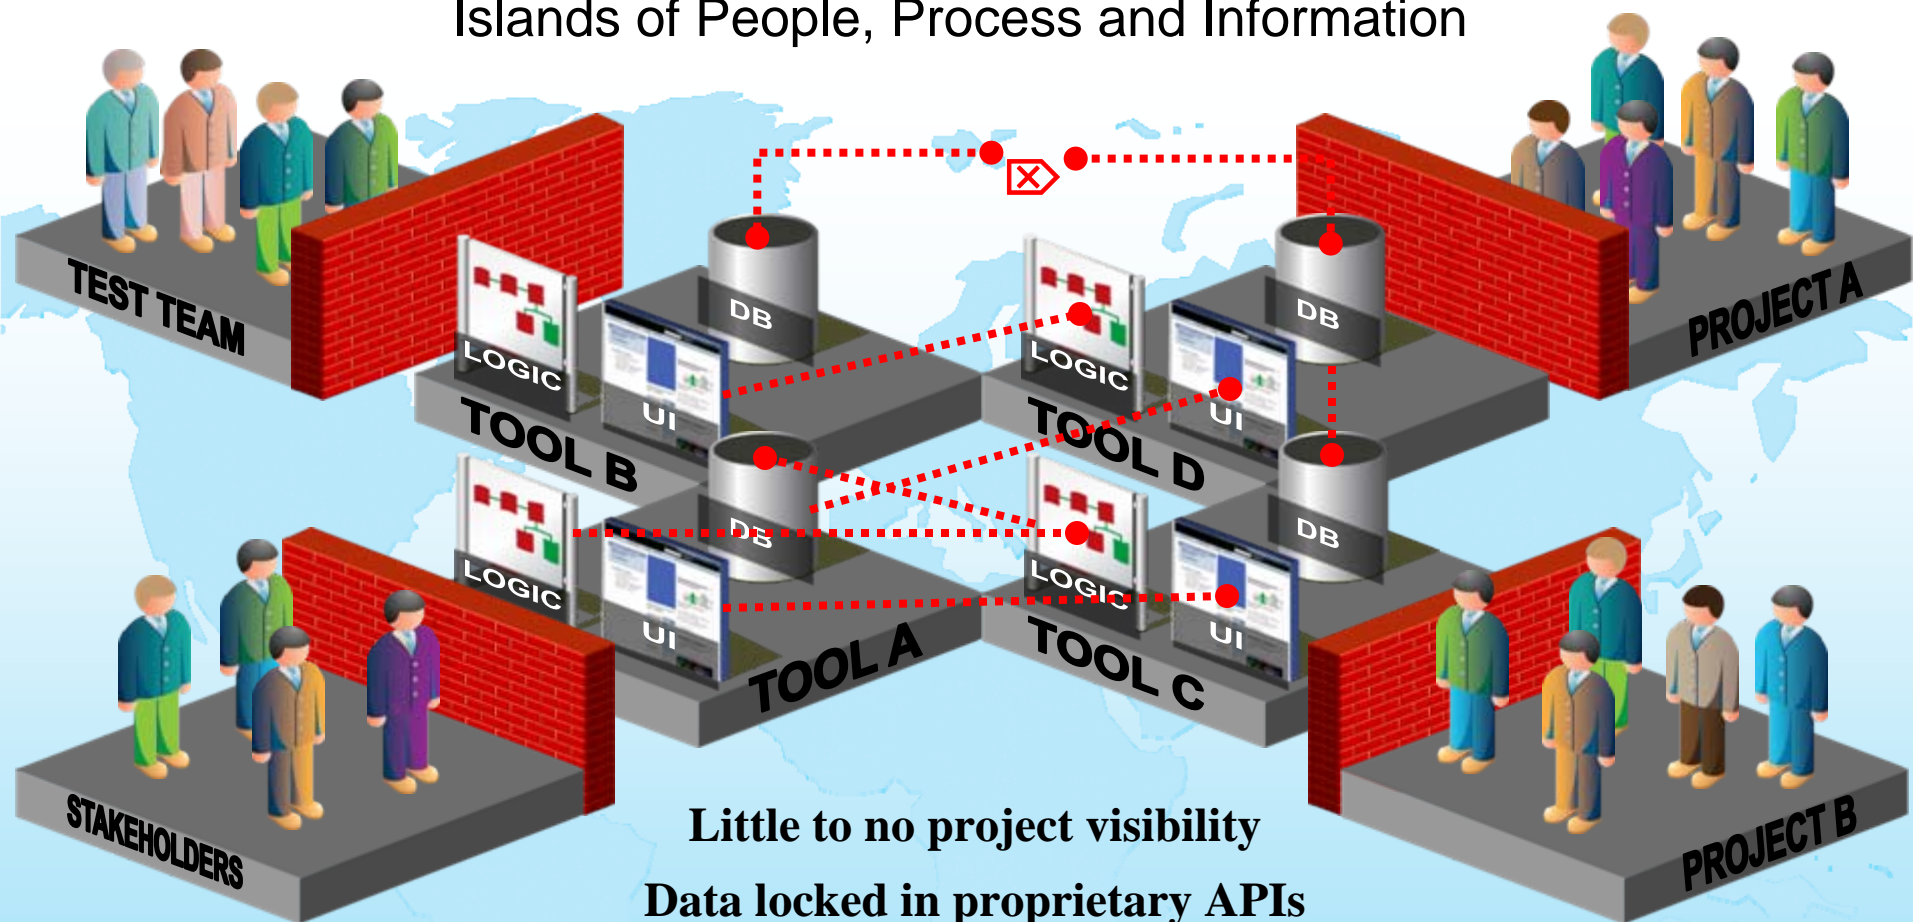 Islands of People, Process and Information
TEST TEAM
PROJECT A
LOGIC
UI
DB
TOOL B
LOGIC
UI
DB
TOOL D
LOGIC
UI
DB
TOOL A
LOGIC
UI
DB
TOOL C
STAKEHOLDERS
PROJECT B
Little to no project visibility
Data locked in proprietary APIs